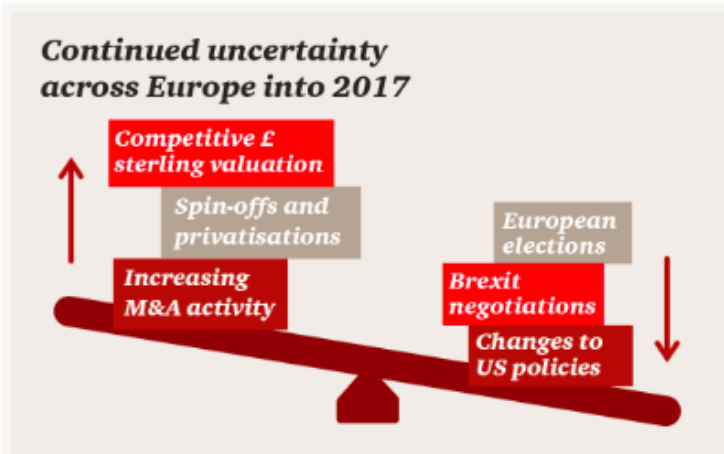 Continued uncertainty
across Europe into 2017
Competitive £
sterling valuation
Spin-offs and
privatisations
Increasing
M&A activity
European
elections
Brexit
negotiations
Changes to
US policies